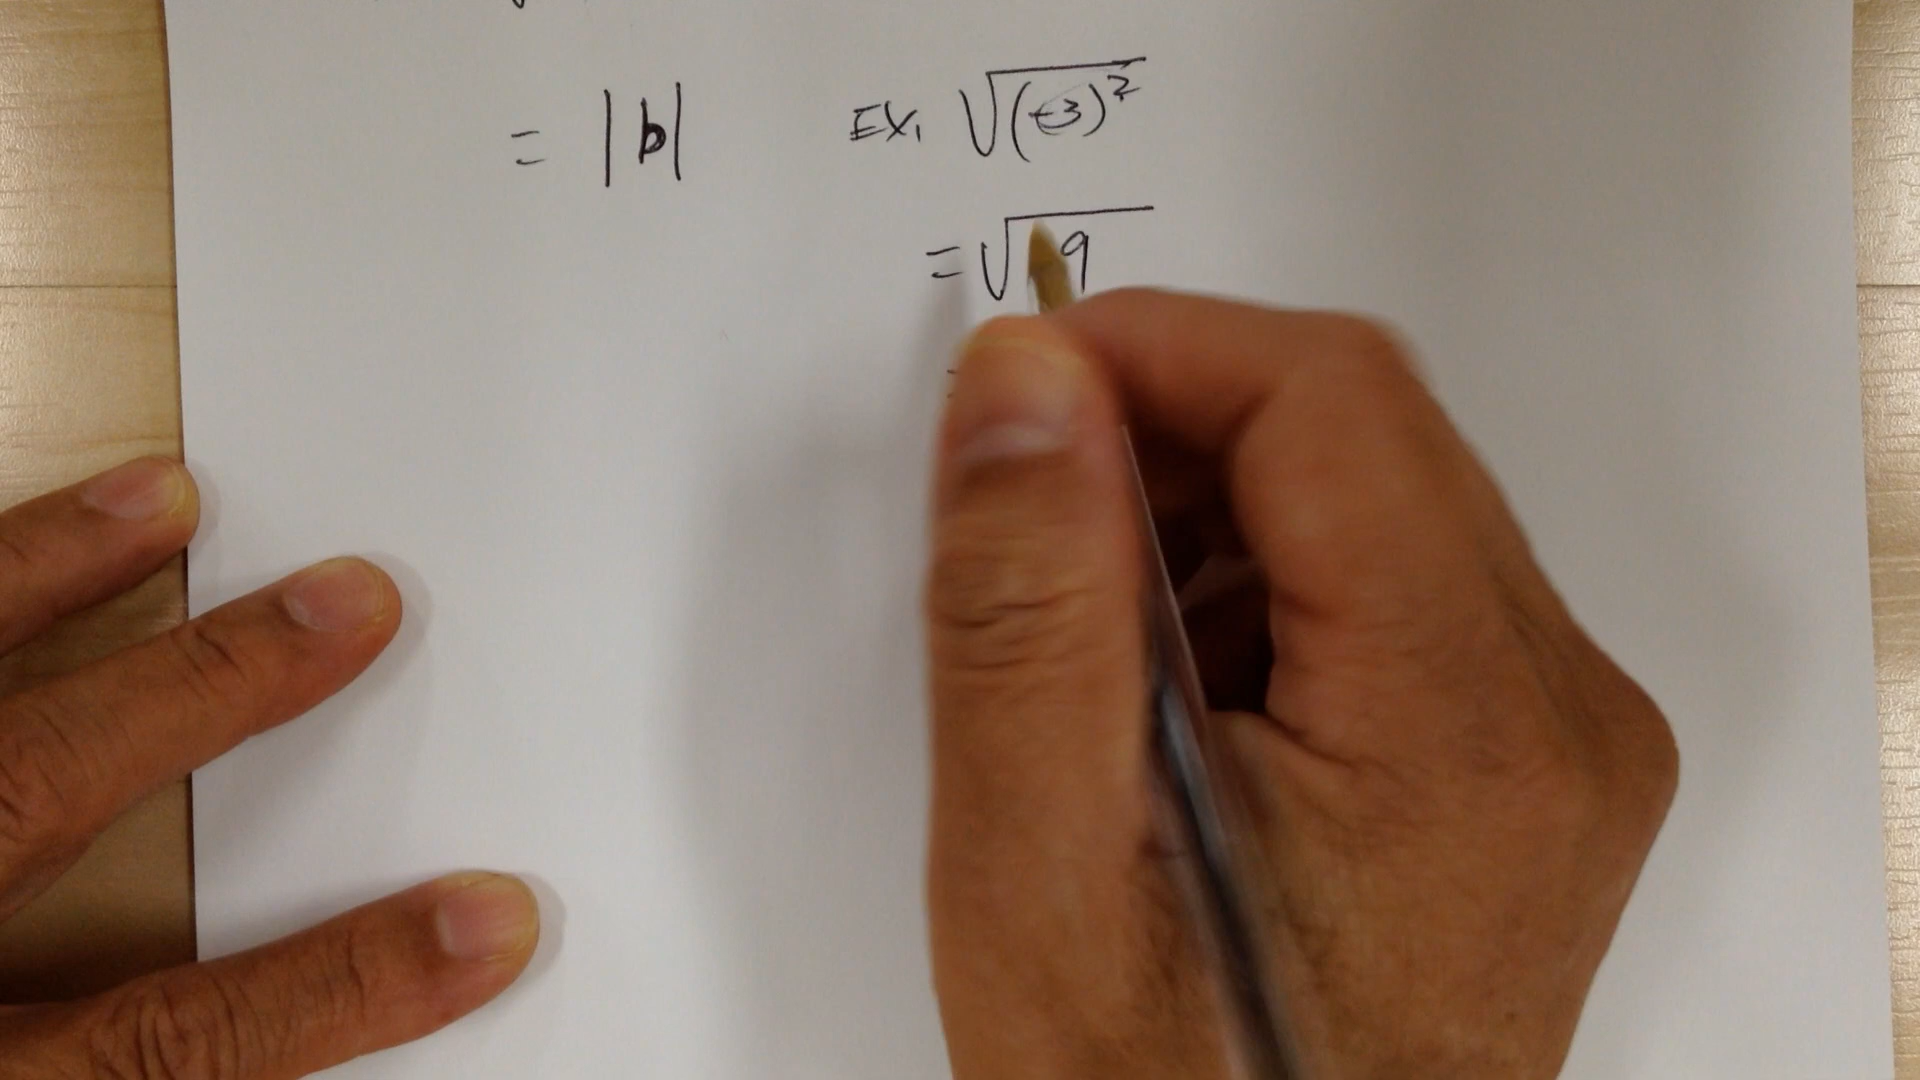 = |b|
Ex, √(-3)²
= √9
=